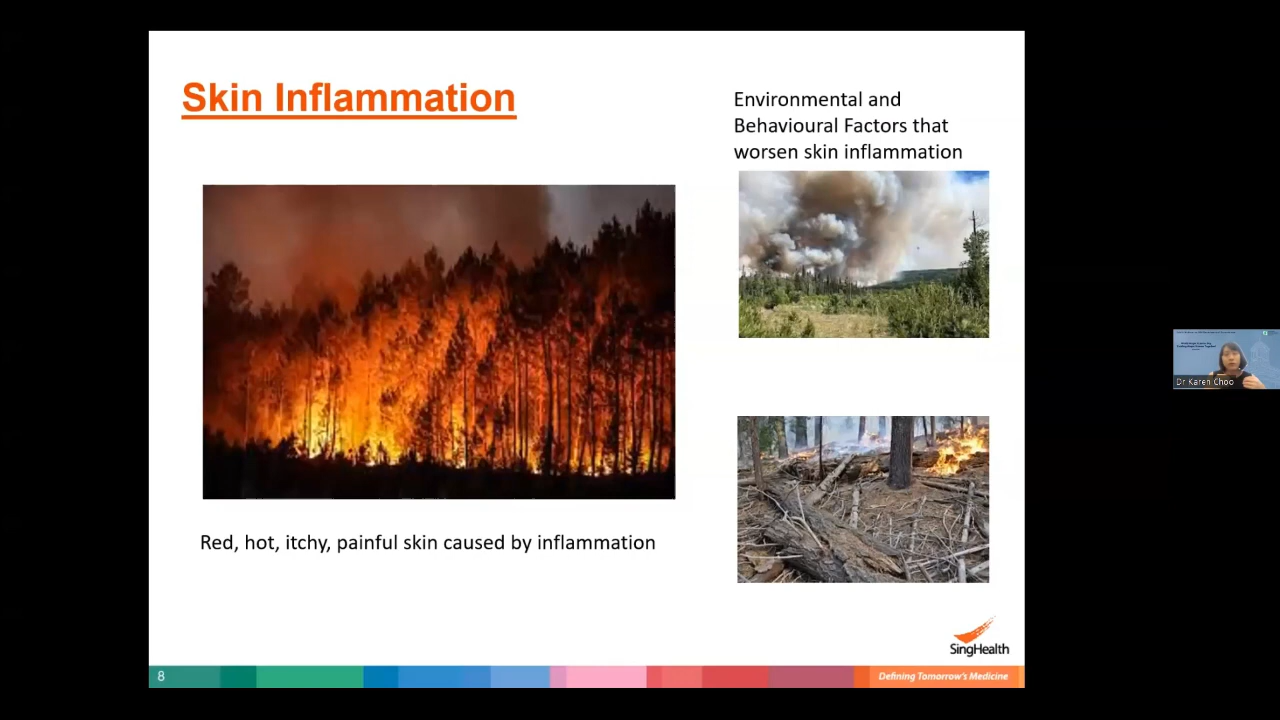 Skin Inflammation
Environmental and
Behavioural Factors that
worsen skin inflammation
Red, hot, itchy, painful skin caused by inflammation
Dr Karen Choo
SingHealth
8
Defining Tomorrow's Medicine